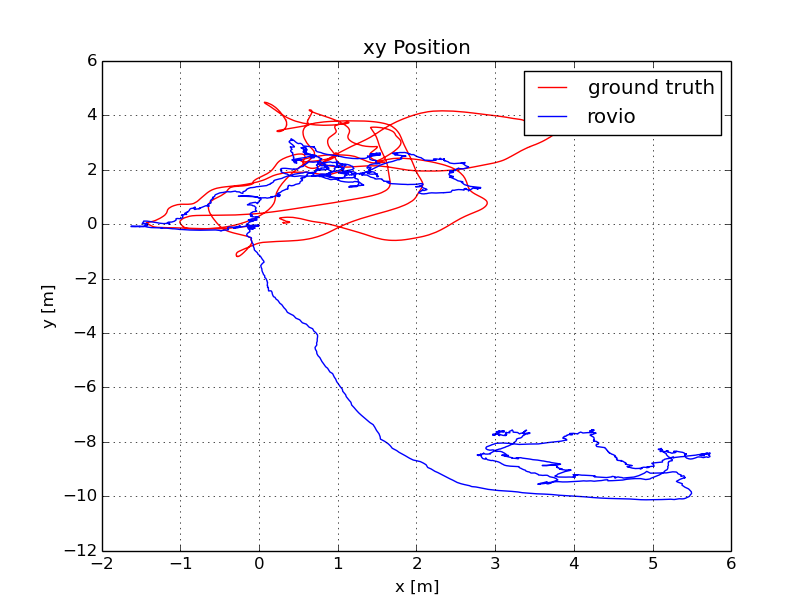 xy Position
ground truth
rovio
6
4
2
0
−2
−4
−6
−8
−10
−12
y [m]
−2 −1 0 1 2 3 4 5 6
x [m]